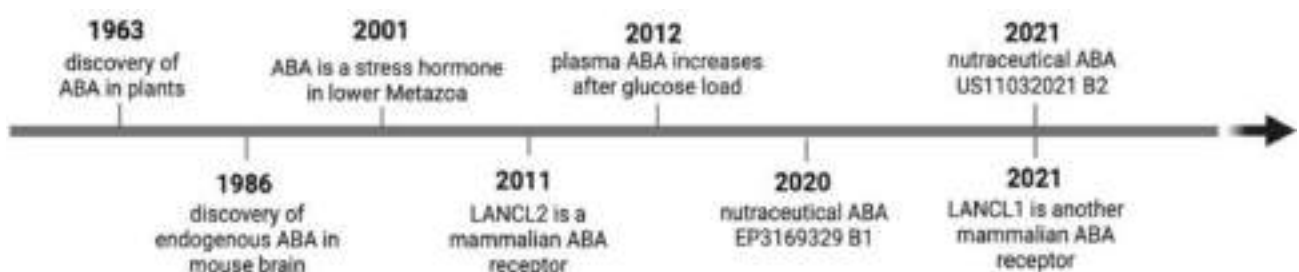 1963
discovery of
ABA in plants
1986
discovery of
endogenous ABA in
mouse brain
2001
ABA is a stress hormone
in lower Metazoa
2011
LANCL2 is a
mammalian ABA
receptor
2012
plasma ABA increases
after glucose load
2020
nutraceutical ABA
EP3169329 B1
2021
nutraceutical ABA
US11032021 B2
2021
LANCL1 is another
mammalian ABA
receptor